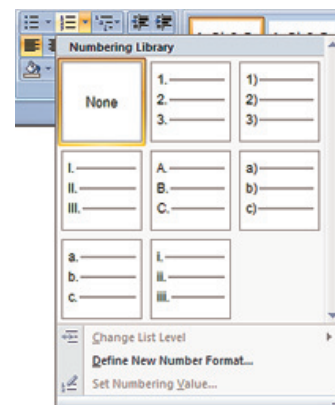 Numbering Library
None
1.
2.
3.
1)
2)
3)
I.
II.
III.
A.
B.
C.
a)
b)
c)
a.
b.
c.
i.
ii.
iii.
Change List Level
Define New Number Format...
Set Numbering Value...